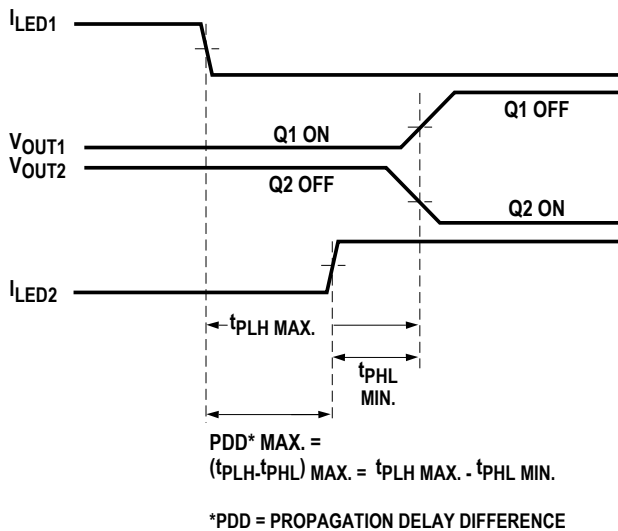 ILED1
Q1 OFF
VOUT1
Q1 ON
VOUT2
Q2 OFF
Q2 ON
ILED2
tPLH MAX.
tPHL
MIN.
PDD* MAX. =
(tPLH-tPHL) MAX. = tPLH MAX. - tPHL MIN.
*PDD = PROPAGATION DELAY DIFFERENCE